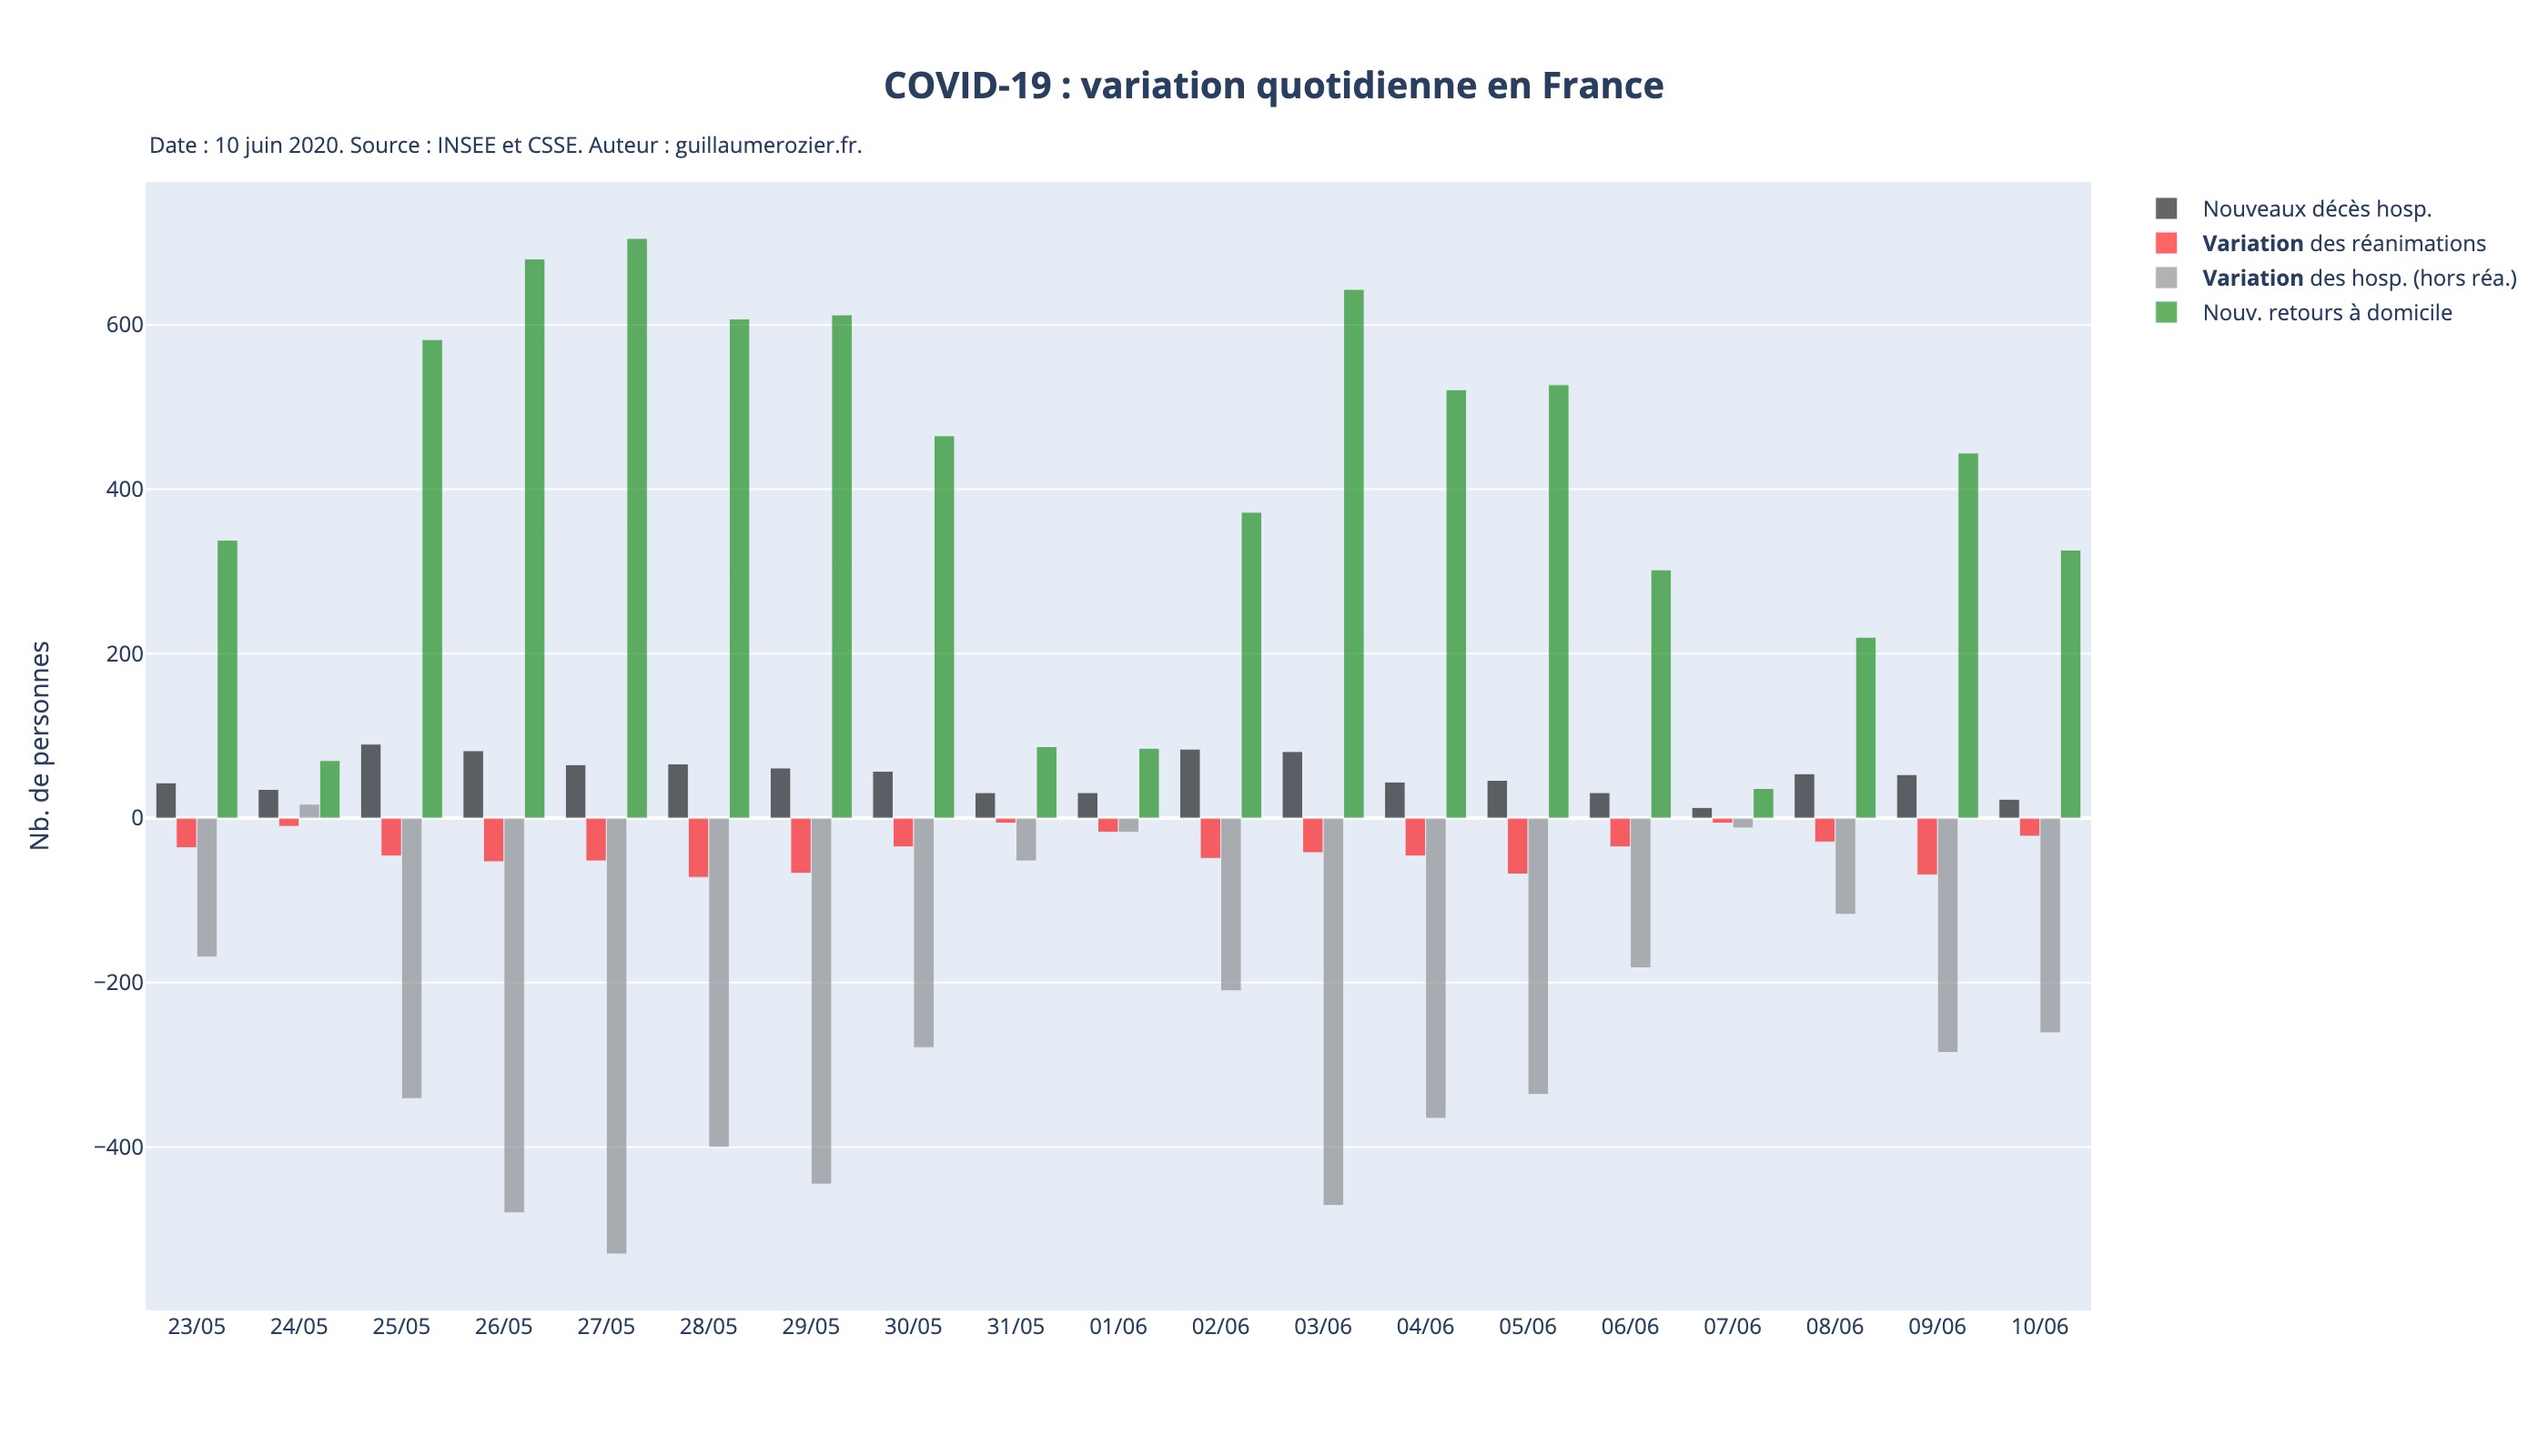 COVID-19 : variation quotidienne en France
Date : 10 juin 2020. Source : INSEE et CSSE. Auteur : guillaumerozier.fr.
Nouveaux décès hosp.
Variation des réanimations
Variation des hosp. (hors réa.)
Nouv. retours à domicile
Nb. de personnes
600
400
200
0
−200
−400
23/05 24/05 25/05 26/05 27/05 28/05 29/05 30/05 31/05 01/06 02/06 03/06 04/06 05/06 06/06 07/06 08/06 09/06 10/06